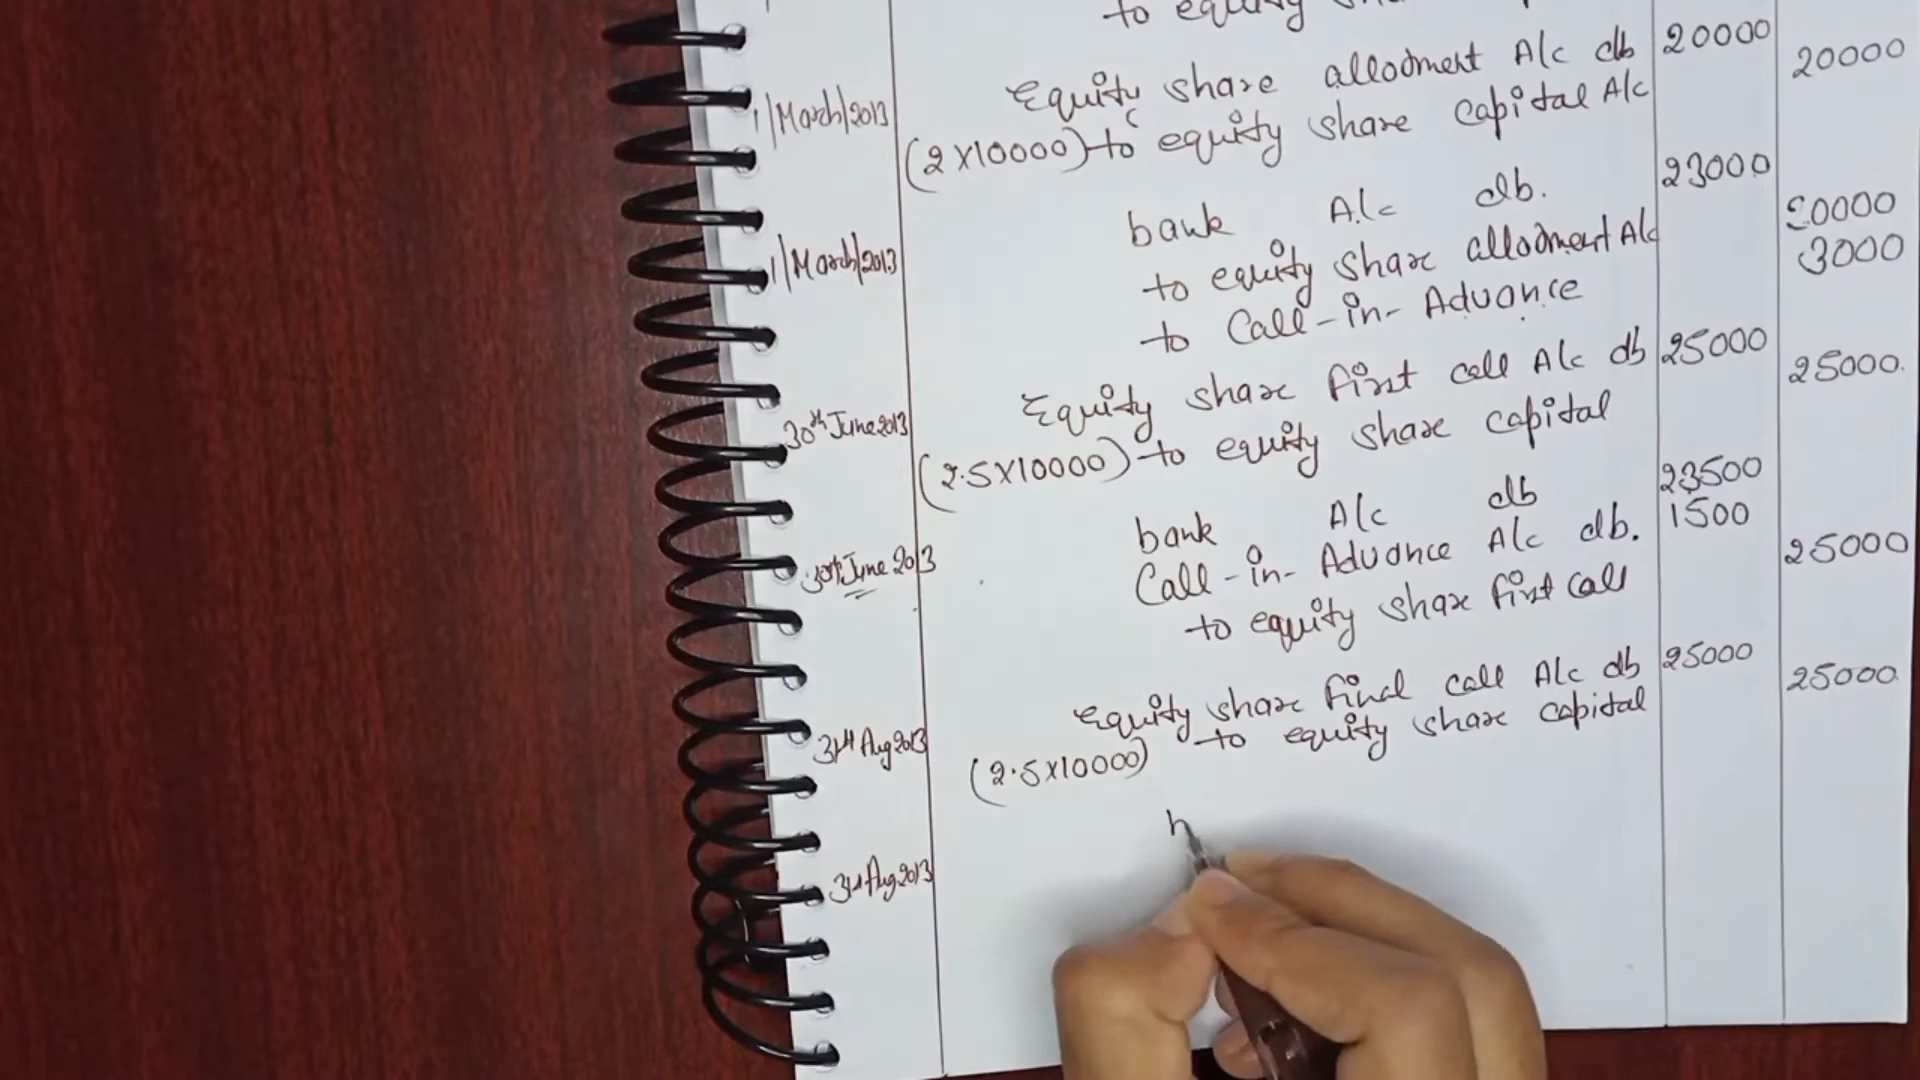 to equity
Equity share allodment A/c db 20000
1/March/2013 (2X10000) to equity share capital A/c 20000
bank A/c db. 23000
1/March/2013 to equity share allodment A/c 20000
to Call-in-Advance 3000
Equity share first call A/c db 25000
30th June 2013 (2.5X10000) to equity share capital 25000.
bank A/c db 23500
30th June 2013 Call-in-Advance A/c db. 1500
to equity share first call 25000
Equity share final call A/c db 25000
31st Aug 2013 (2.5X10000) to equity share capital 25000
31st Aug 2013